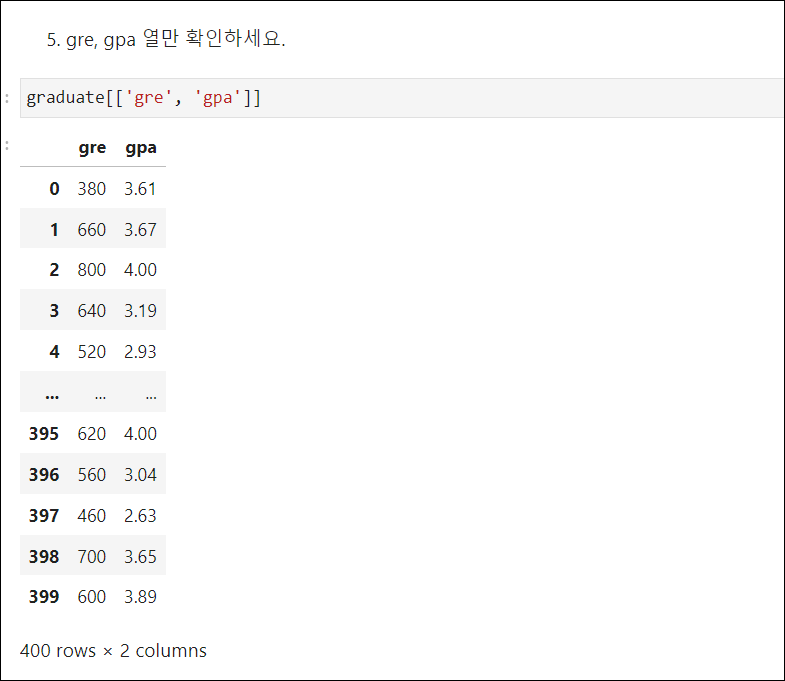 5. gre, gpa 열만 확인하세요.
:
graduate[['gre', 'gpa']]
:
gre gpa
0 380 3.61
1 660 3.67
2 800 4.00
3 640 3.19
4 520 2.93
... ... ...
395 620 4.00
396 560 3.04
397 460 2.63
398 700 3.65
399 600 3.89
400 rows × 2 columns